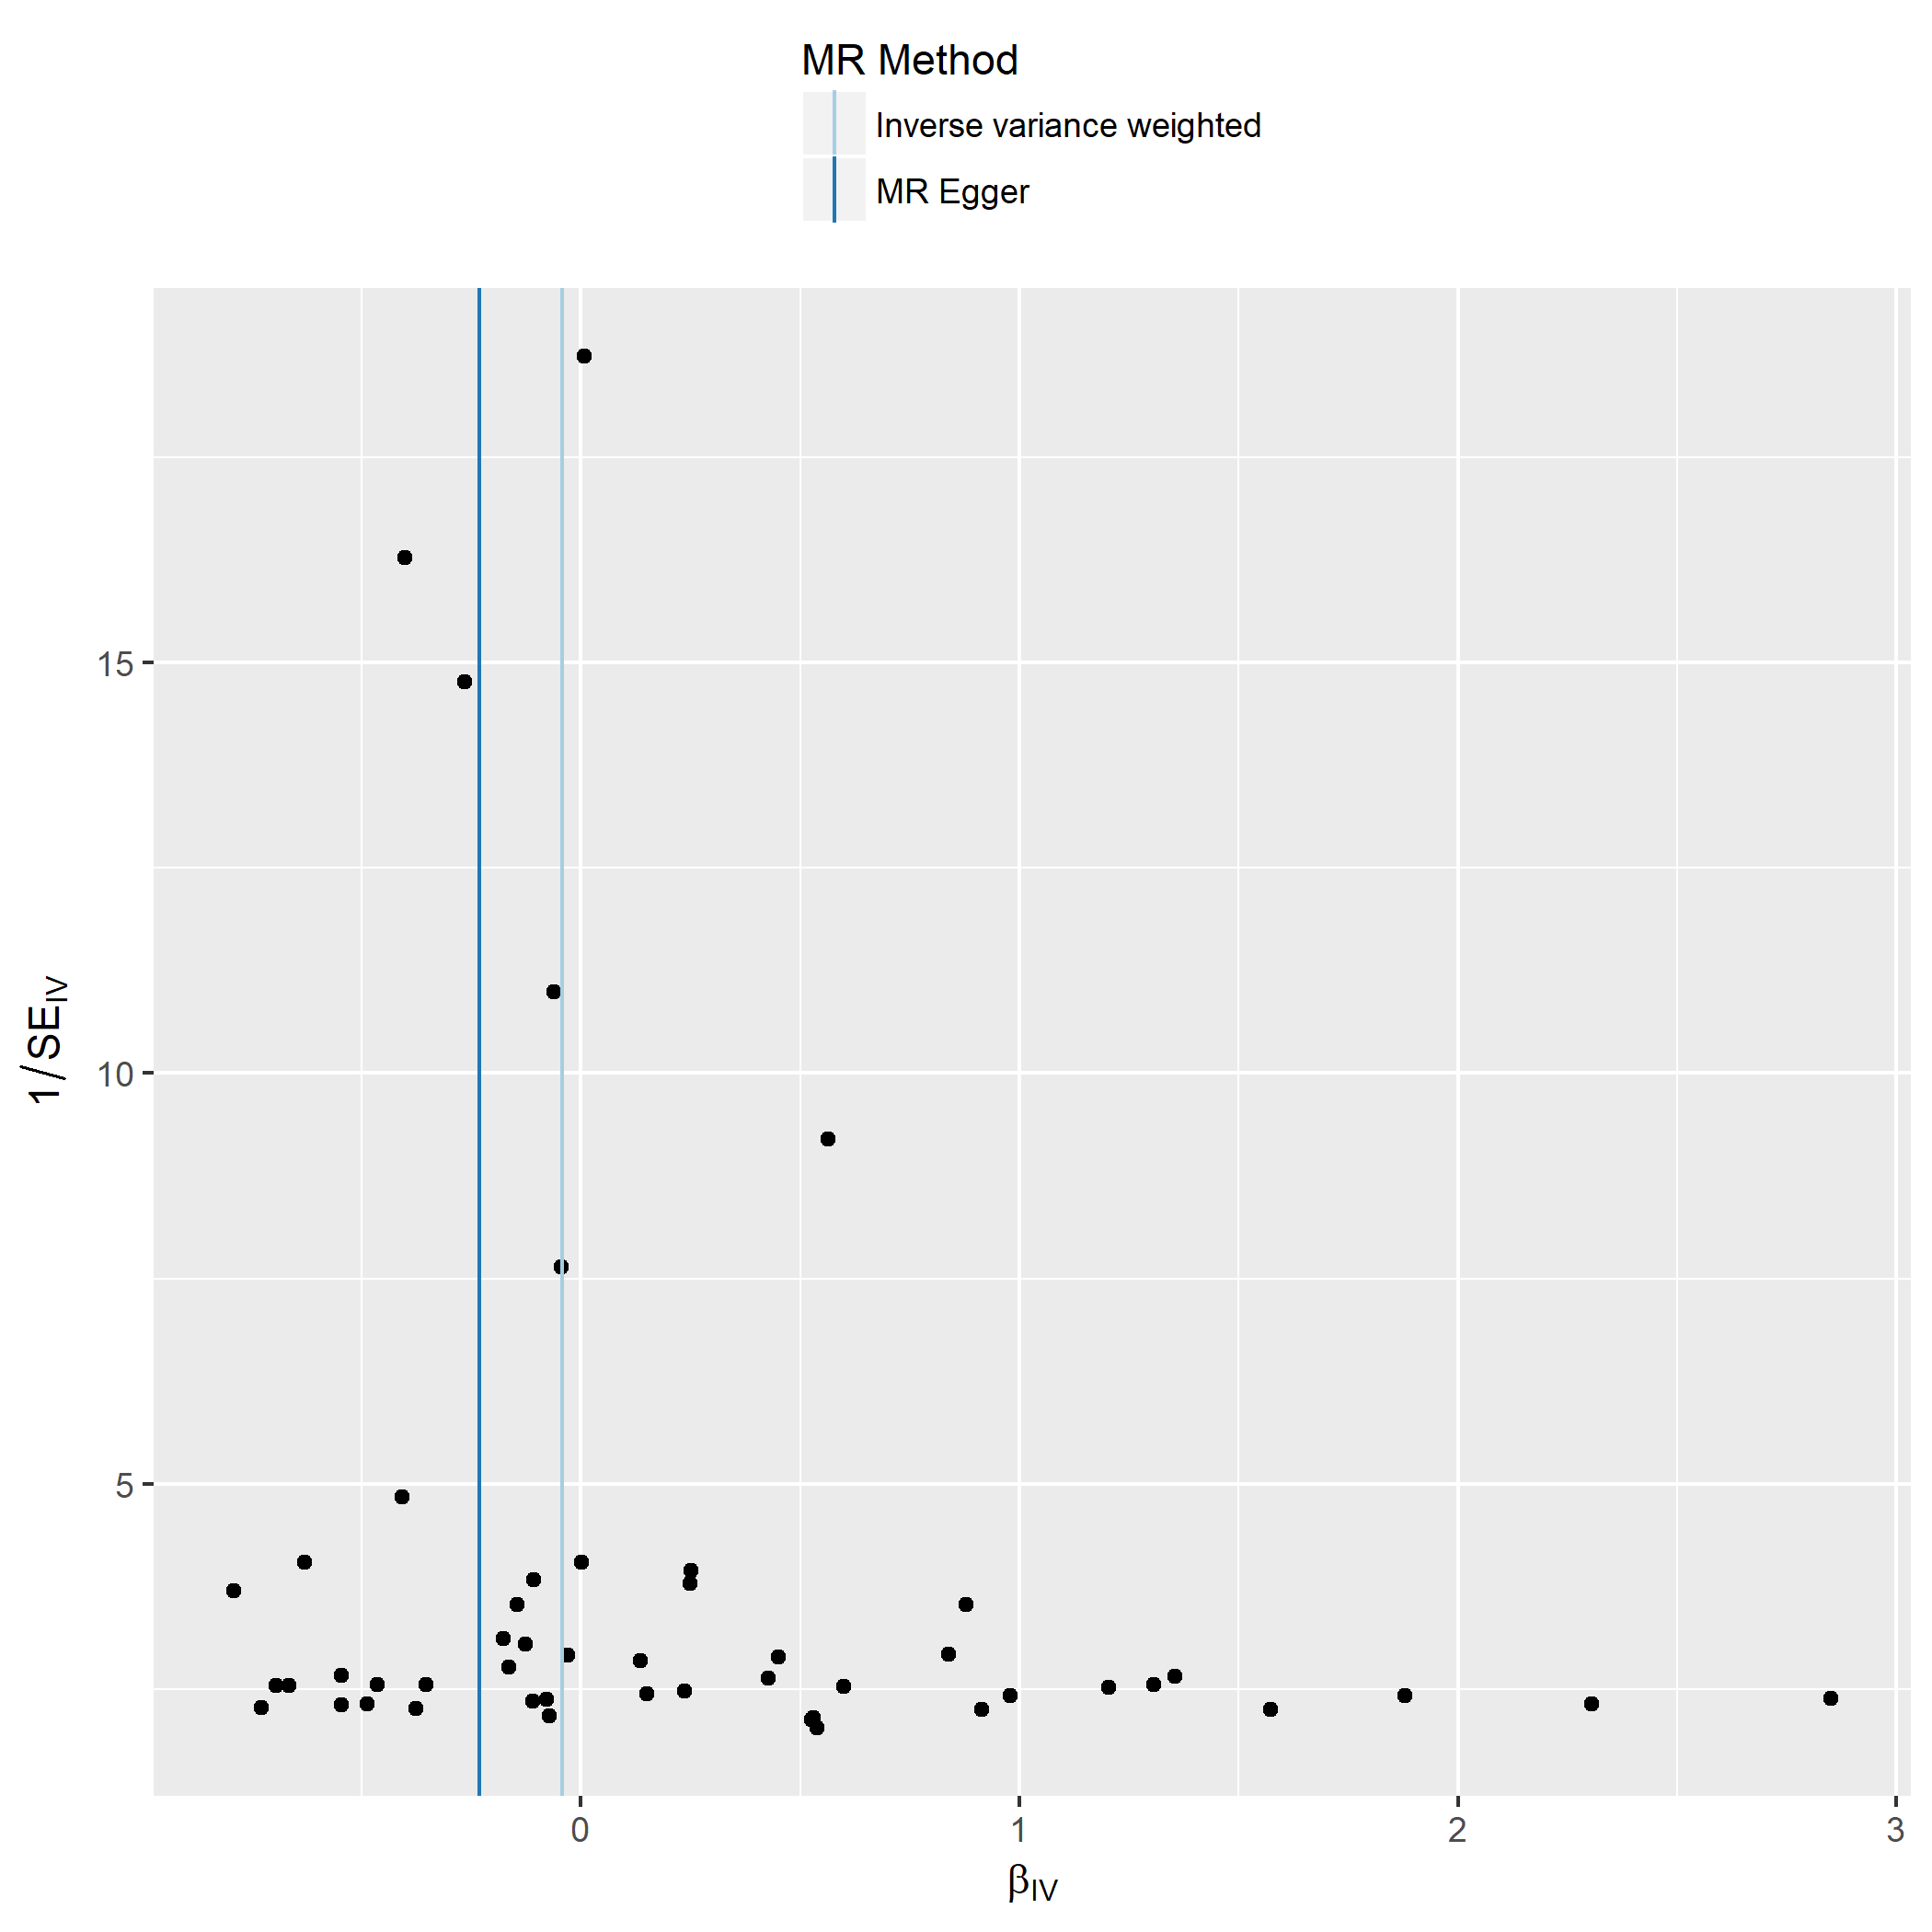 MR Method
Inverse variance weighted
MR Egger
15
10
5
1/SE_IV
0 1 2 3
β_IV